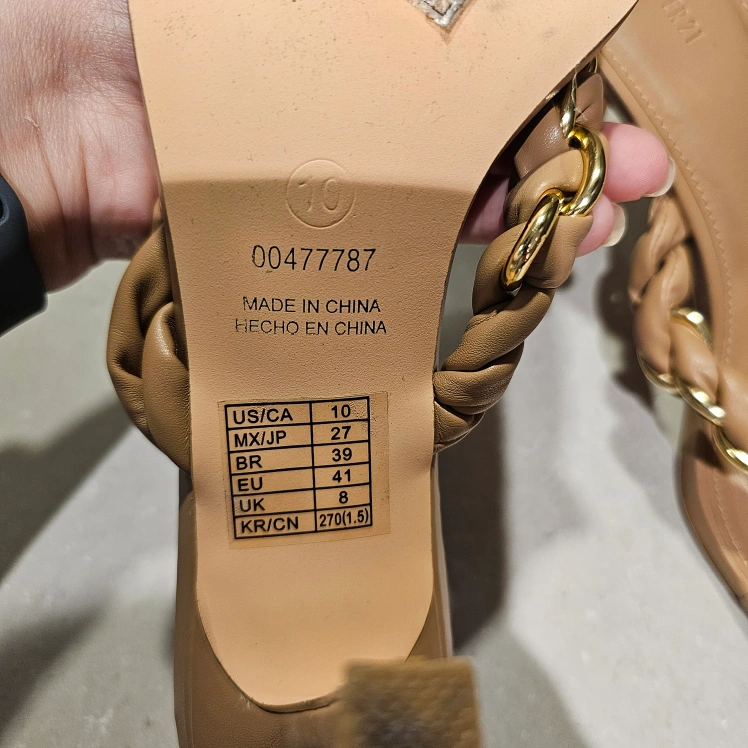 R21
10
00477787
MADE IN CHINA
HECHO EN CHINA
US/CA 10
MX/JP 27
BR 39
EU 41
UK 8
KR/CN 270(1.5)